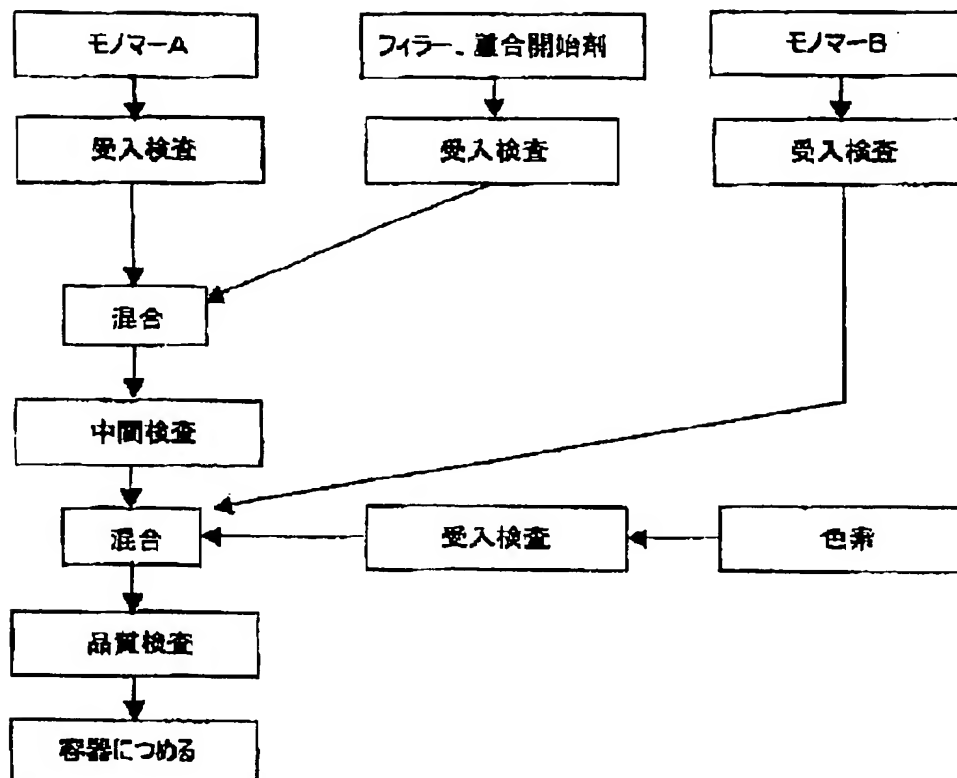 モノマーA
フィラー、重合開始剤
モノマーB
受入検査
受入検査
受入検査
混合
中間検査
混合
受入検査
色素
品質検査
容器につめる